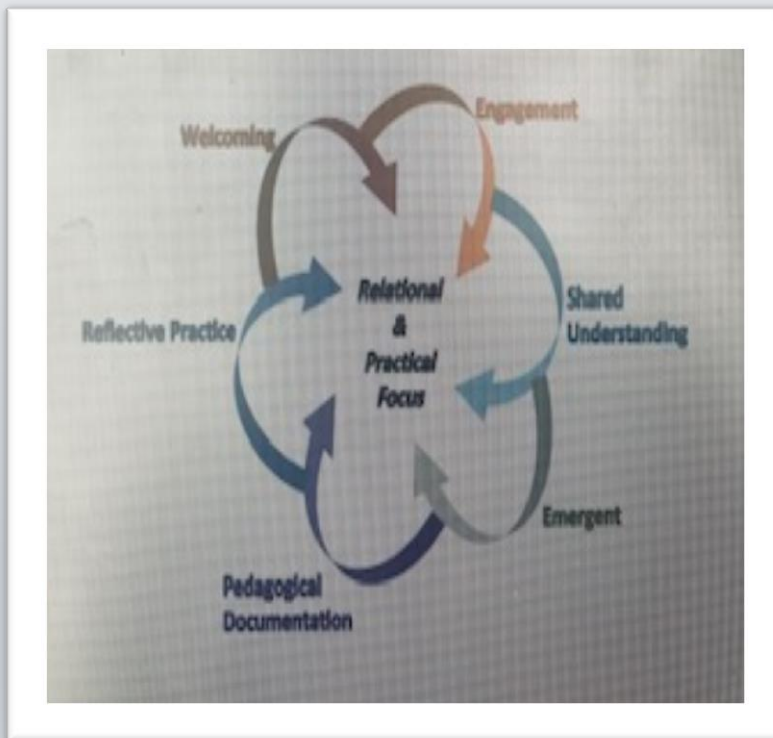 Welcoming
Engagement
Relational
&
Practical
Focus
Shared
Understanding
Reflective Practice
Emergent
Pedagogical
Documentation